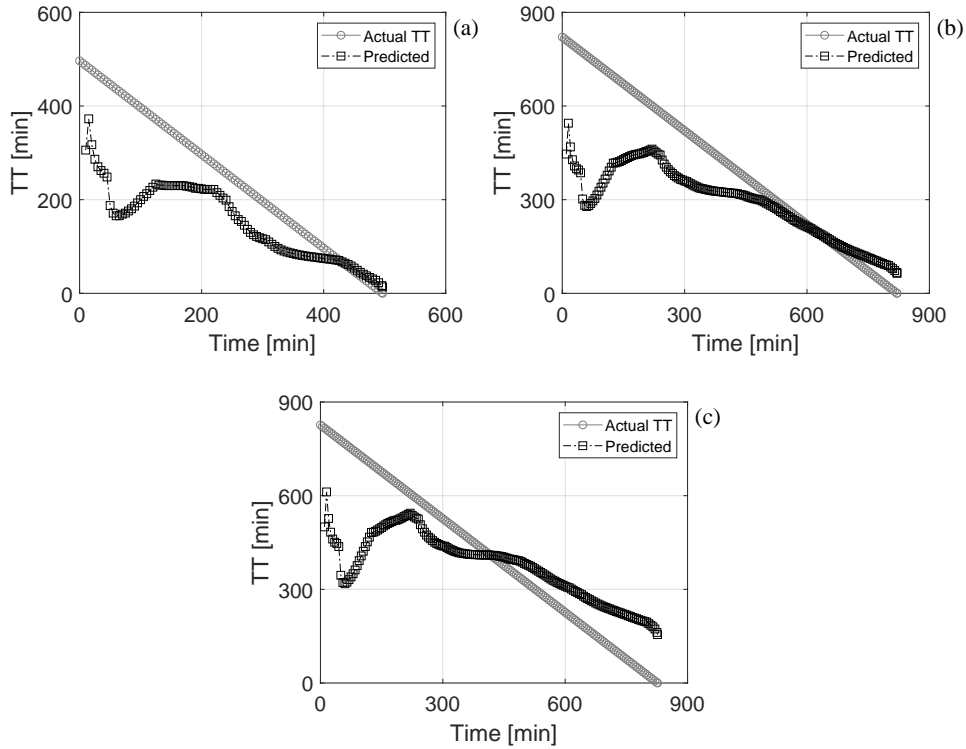 (a)
Actual TT
Predicted
TT [min]
600
400
200
0
0 200 400 600
Time [min]
(b)
Actual TT
Predicted
TT [min]
900
600
300
0
0 300 600 900
Time [min]
(c)
Actual TT
Predicted
TT [min]
900
600
300
0
0 300 600 900
Time [min]